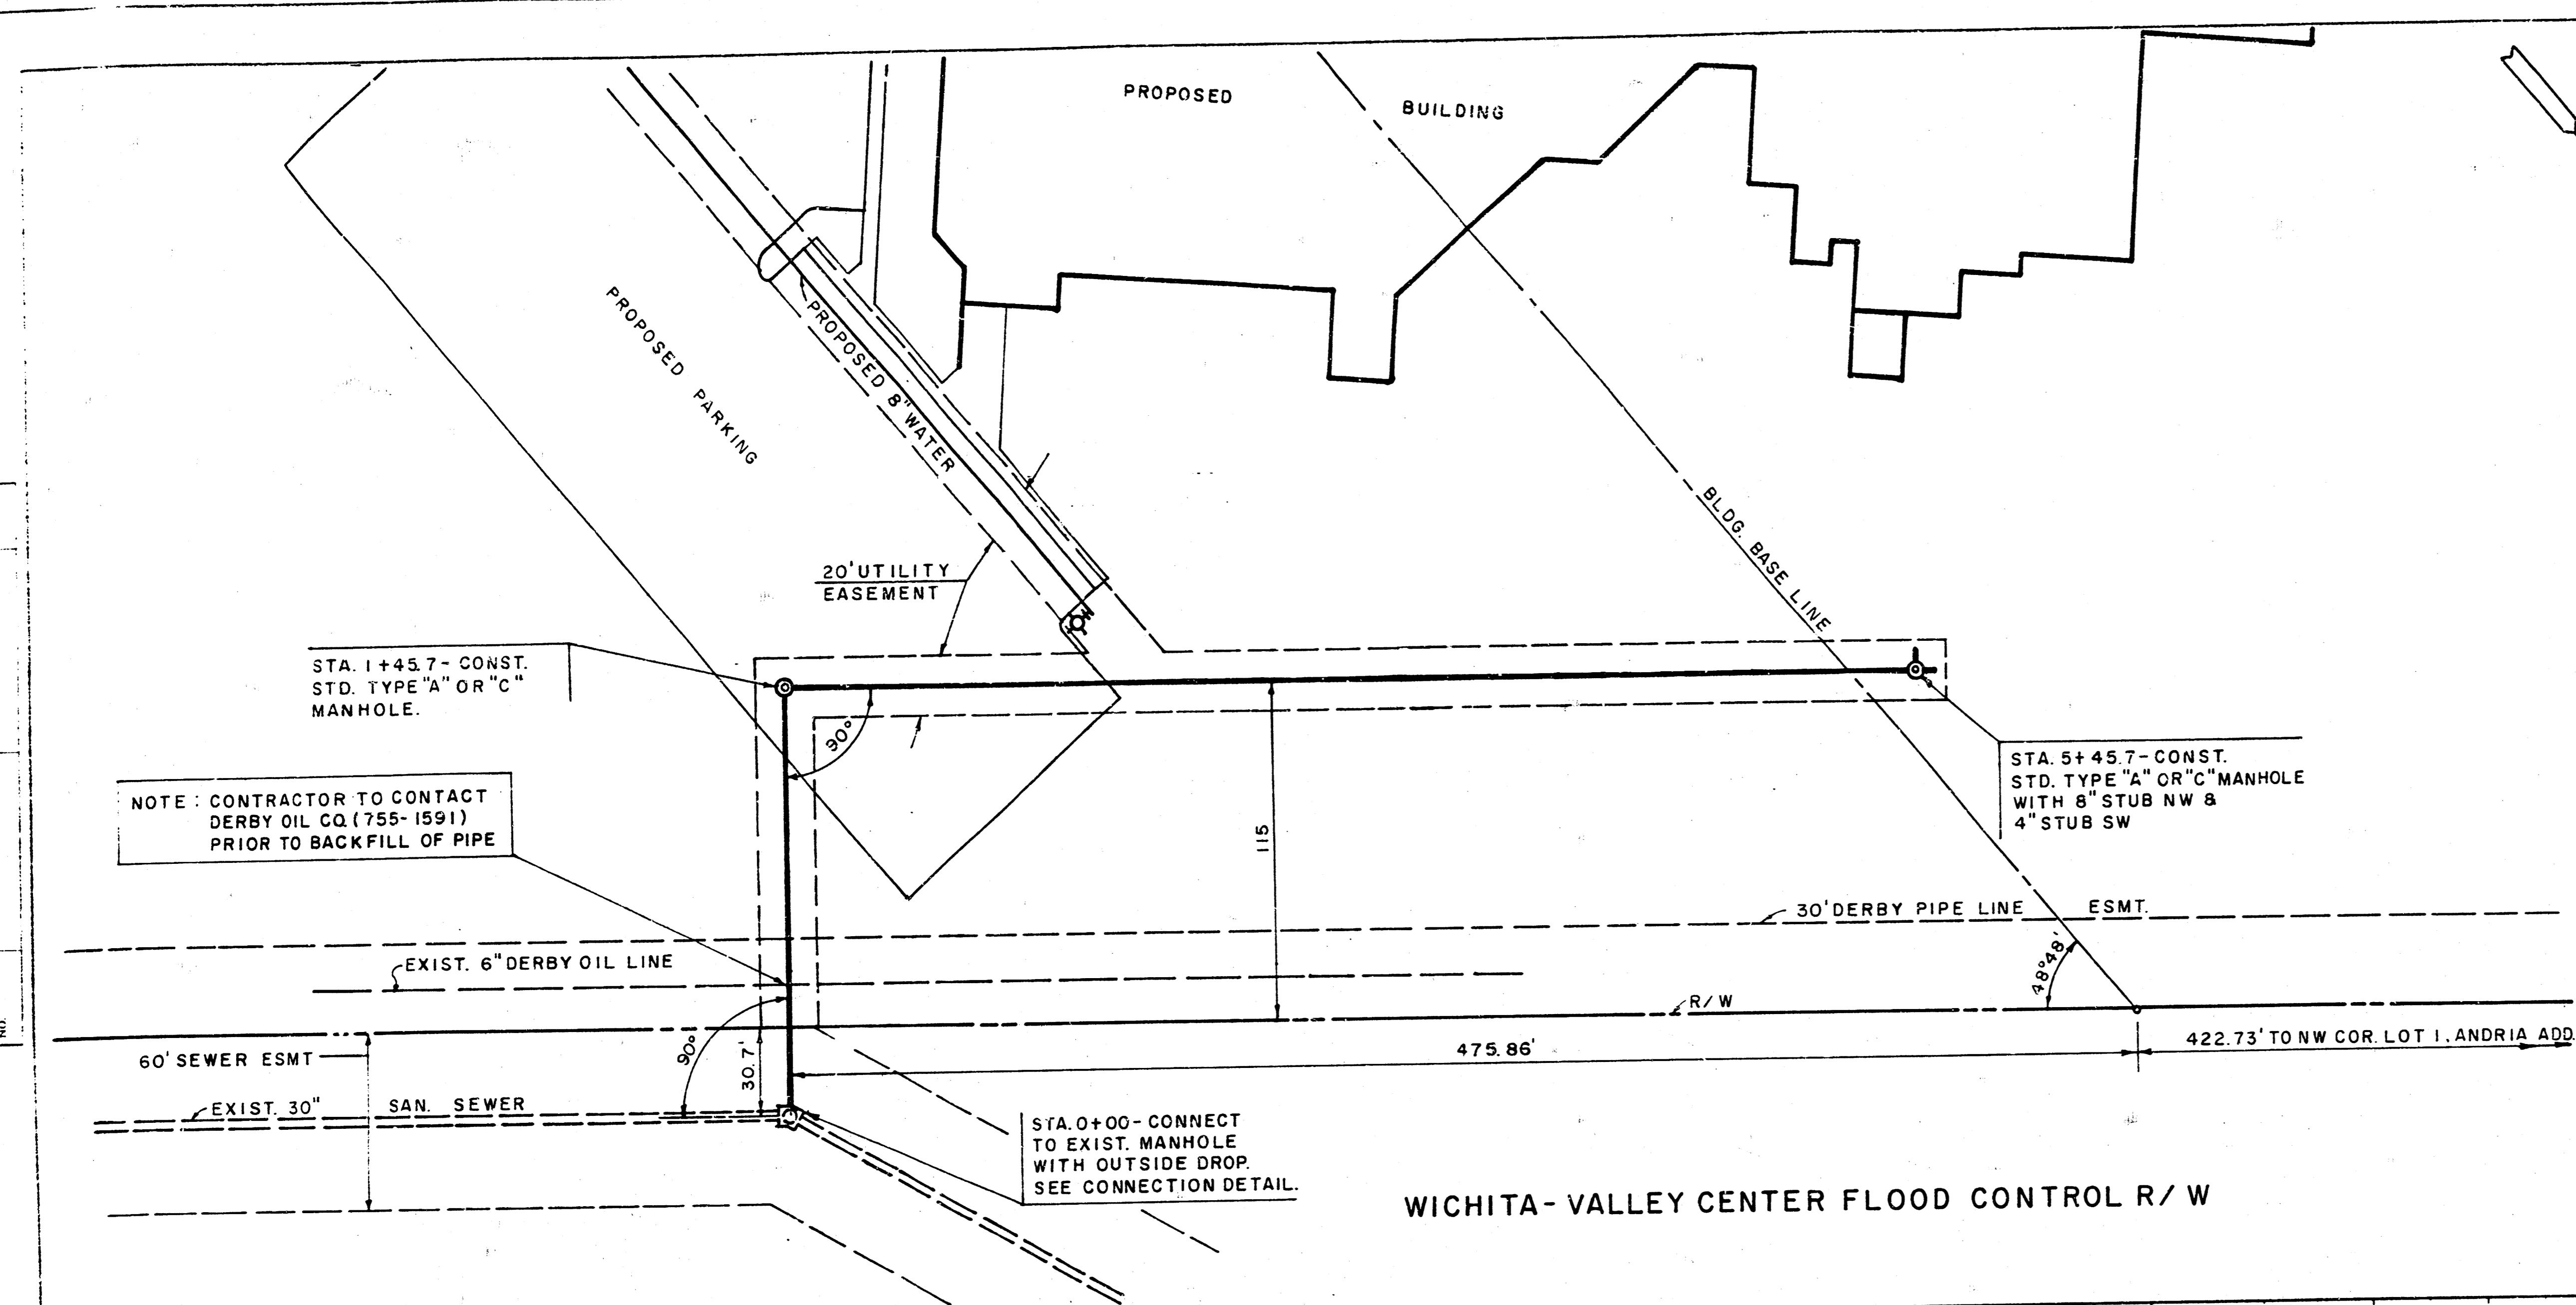 PROPOSED BUILDING
PROPOSED PARKING
PROPOSED 8" WATER
BLDG. BASE LINE
20' UTILITY
EASEMENT
STA. 1+45.7- CONST.
STD. TYPE "A" OR "C"
MANHOLE.
90°
115
STA. 5+45.7-CONST.
STD. TYPE "A" OR "C" MANHOLE
WITH 8" STUB NW &
4" STUB SW
NOTE: CONTRACTOR TO CONTACT
DERBY OIL CO. (755-1591)
PRIOR TO BACKFILL OF PIPE
30' DERBY PIPE LINE ESMT.
EXIST. 6" DERBY OIL LINE
48°48'
R/W
NO.
60' SEWER ESMT
90°
30.7'
475.86'
422.73' TO NW COR. LOT 1, ANDRIA ADD.
EXIST. 30" SAN. SEWER
STA. 0+00- CONNECT
TO EXIST. MANHOLE
WITH OUTSIDE DROP.
SEE CONNECTION DETAIL.
WICHITA-VALLEY CENTER FLOOD CONTROL R/W